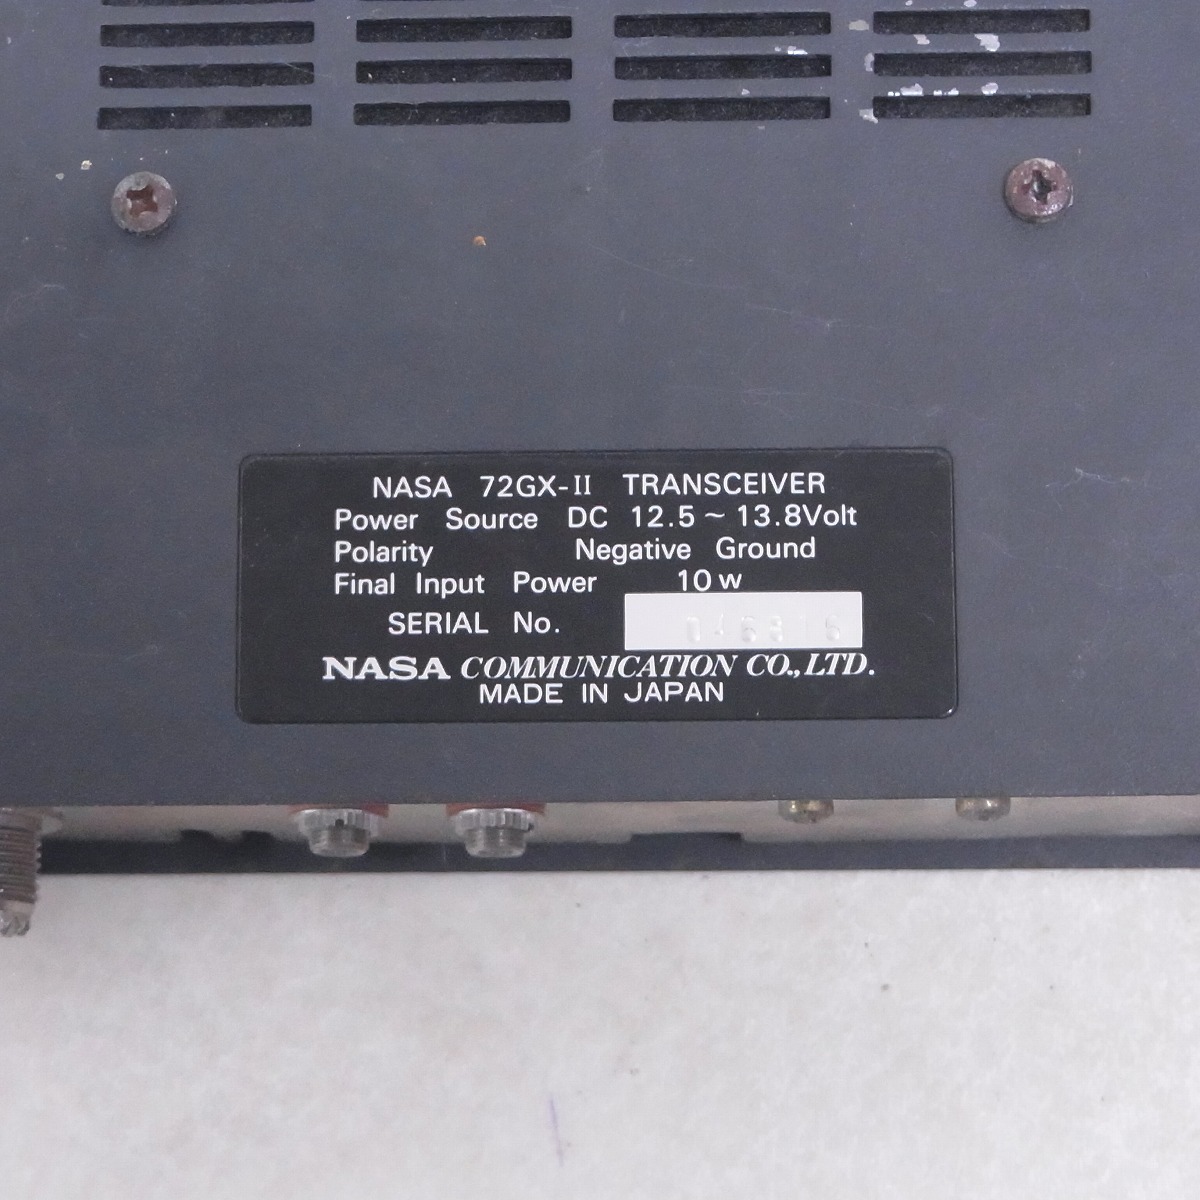 NASA 72GX-II TRANSCEIVER
Power Source DC 12.5 ~ 13.8Volt
Polarity Negative Ground
Final Input Power 10w
SERIAL No.
NASA COMMUNICATION CO.,LTD.
MADE IN JAPAN